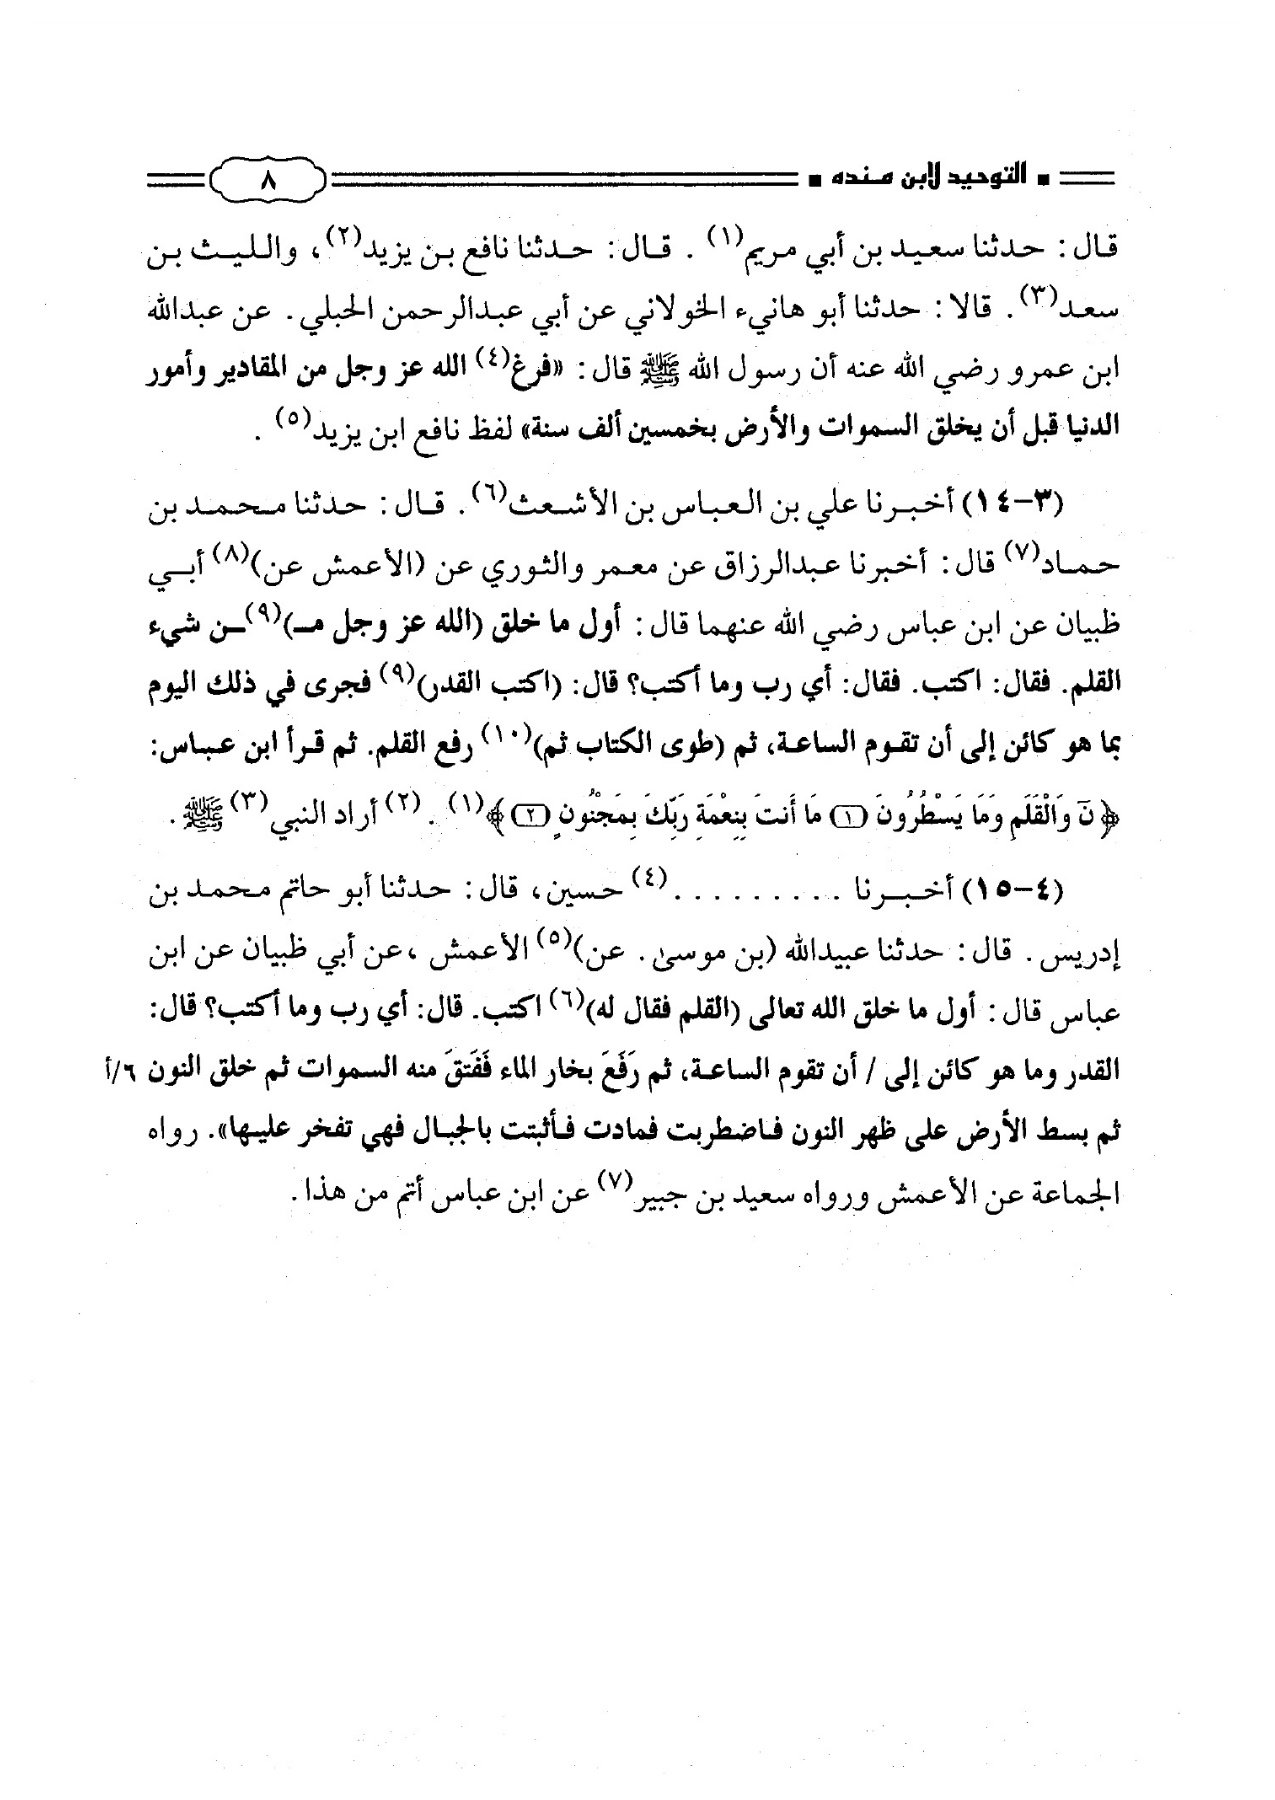 ▪ التوحيد لابن منده ▪ ٨
قال: حدثنا سعيد بن أبي مريم(١) . قال: حدثنا نافع بن يزيد(٢)، والليث بن
سعد(٣). قالا: حدثنا أبو هانيء الخولاني عن أبي عبدالرحمن الحبلي. عن عبدالله
ابن عمرو رضي الله عنه أن رسول الله ﷺ قال: «فرغ(٤) الله عز وجل من المقادير وأمور
الدنيا قبل أن يخلق السموات والأرض بخمسين ألف سنة» لفظ نافع ابن يزيد(٥) .
(٣-١٤) أخبرنا علي بن العباس بن الأشعث(٦). قال: حدثنا محمد بن
حماد(٧) قال: أخبرنا عبدالرزاق عن معمر والثوري عن (الأعمش عن)(٨) أبي
ظبيان عن ابن عباس رضي الله عنهما قال: أول ما خلق (الله عز وجل مـ)(٩)ـن شيء
القلم. فقال: اكتب. فقال: أي رب وما أكتب؟ قال: (اكتب القدر)(٩) فجرى في ذلك اليوم
بما هو كائن إلى أن تقوم الساعة، ثم (طوى الكتاب ثم)(١٠) رفع القلم. ثم قرأ ابن عباس:
﴿نَ وَالْقَلَمِ وَمَا يَسْطُرُونَ (١) مَا أَنتَ بِنِعْمَةِ رَبِّكَ بِمَجْنُونٍ (٢)﴾(١) .(٢) أراد النبي(٣) ﷺ.
(٤-١٥) أخبرنا .........(٤) حسين، قال: حدثنا أبو حاتم محمد بن
إدريس. قال: حدثنا عبيدالله (بن موسى. عن)(٥) الأعمش ،عن أبي ظبيان عن ابن
عباس قال: أول ما خلق الله تعالى (القلم فقال له)(٦) اكتب. قال: أي رب وما أكتب؟ قال:
القدر وما هو كائن إلى / أن تقوم الساعة، ثم رَفَعَ بخار الماء فَفَتَقَ منه السموات ثم خلق النون ٦/أ
ثم بسط الأرض على ظهر النون فاضطربت فمادت فأثبتت بالجبال فهي تفخر عليها». رواه
الجماعة عن الأعمش ورواه سعيد بن جبير(٧) عن ابن عباس أتم من هذا.